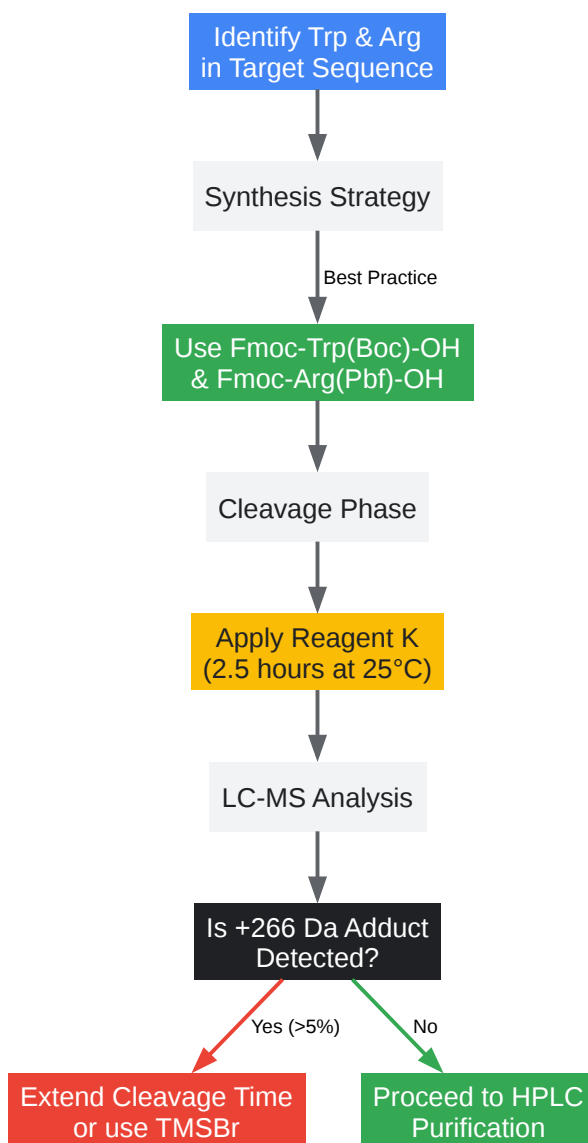 Identify Trp & Arg
in Target Sequence
Synthesis Strategy
Best Practice
Use Fmoc-Trp(Boc)-OH
& Fmoc-Arg(Pbf)-OH
Cleavage Phase
Apply Reagent K
(2.5 hours at 25°C)
LC-MS Analysis
Is +266 Da Adduct
Detected?
Yes (>5%)
No
Extend Cleavage Time
or use TMSBr
Proceed to HPLC
Purification